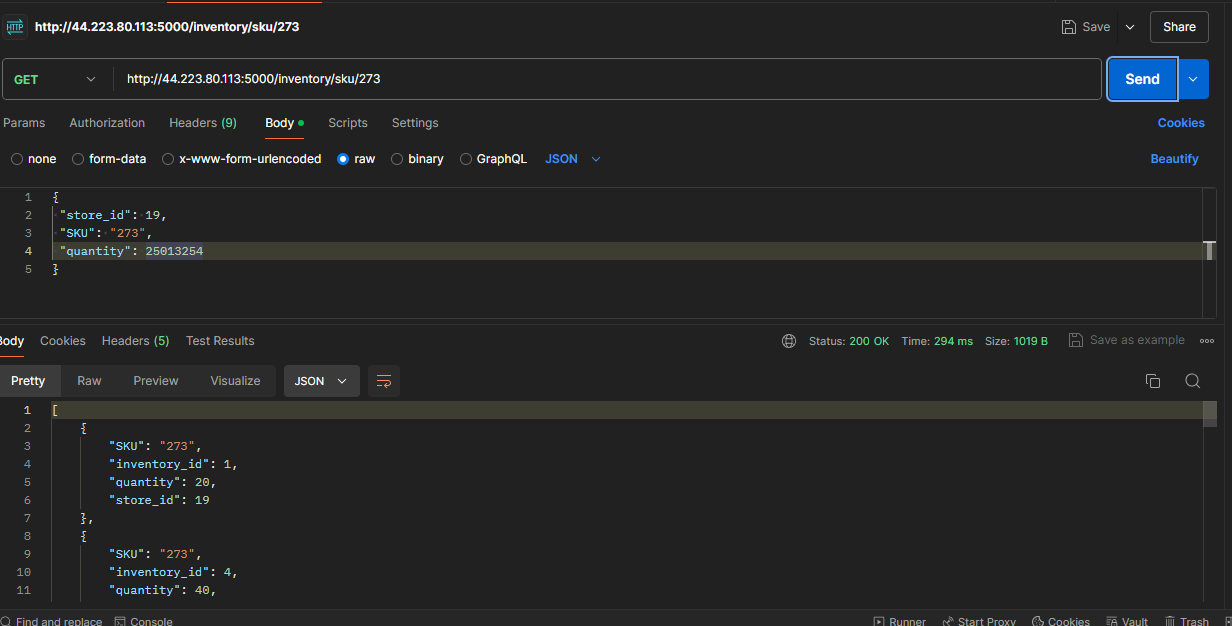 HTTP http://44.223.80.113:5000/inventory/sku/273 Save Share
GET http://44.223.80.113:5000/inventory/sku/273 Send
Params Authorization Headers (9) Body Scripts Settings Cookies
none form-data x-www-form-urlencoded raw binary GraphQL JSON Beautify
1 {
2 "store_id": 19,
3 "SKU": "273",
4 "quantity": 25013254
5 }
Body Cookies Headers (5) Test Results Status: 200 OK Time: 294 ms Size: 1019 B Save as example
Pretty Raw Preview Visualize JSON
1 [
2 {
3 "SKU": "273",
4 "inventory_id": 1,
5 "quantity": 20,
6 "store_id": 19
7 },
8 {
9 "SKU": "273",
10 "inventory_id": 4,
11 "quantity": 40,
Find and replace Console Runner Start Proxy Cookies Vault Trash